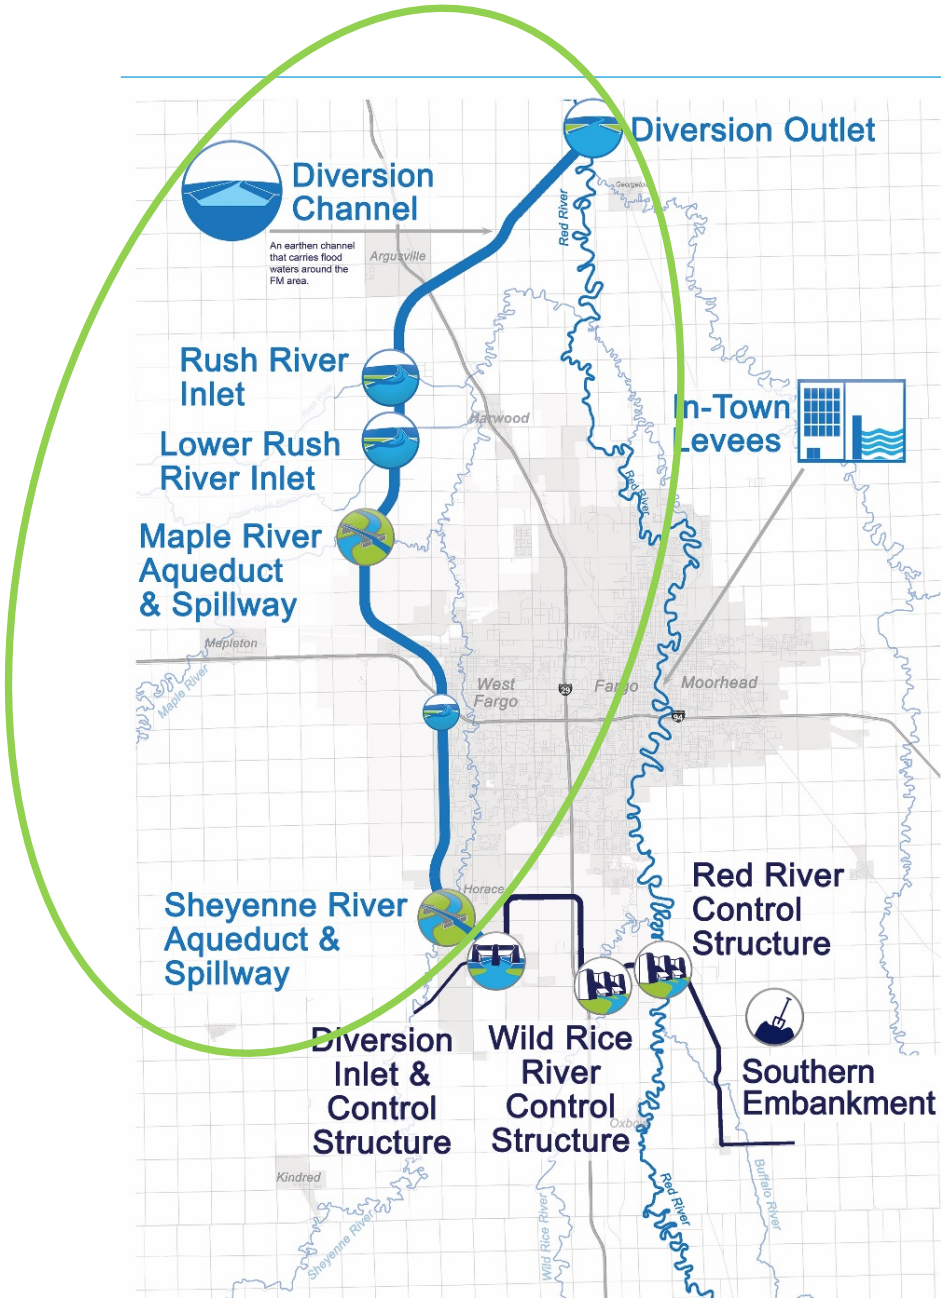 Diversion Outlet
Georgetown
Diversion
Channel
An earthen channel
that carries flood
waters around the
FM area.
Red River
Argusville
Rush River
Inlet
Harwood
In-Town
Levees
Lower Rush
River Inlet
Red River
Maple River
Aqueduct
& Spillway
Mapleton
Maple River
West
Fargo
29
Fargo
Moorhead
94
Horace
Sheyenne River
Aqueduct &
Spillway
Red River
Control
Structure
Diversion
Inlet &
Control
Structure
Wild Rice
River
Control
Structure
Southern
Embankment
Oxbow
Kindred
Sheyenne River
Wild Rice River
Red River
Buffalo River